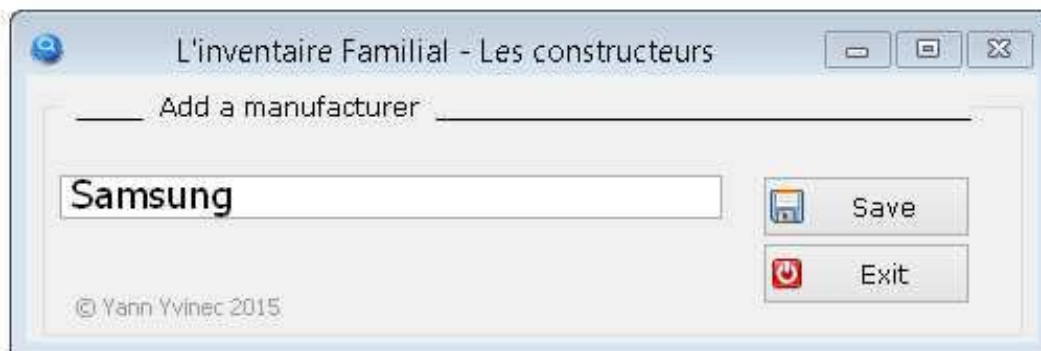 L'inventaire Familial - Les constructeurs
Add a manufacturer
Samsung
Save
Exit
© Yann Yvinec 2015